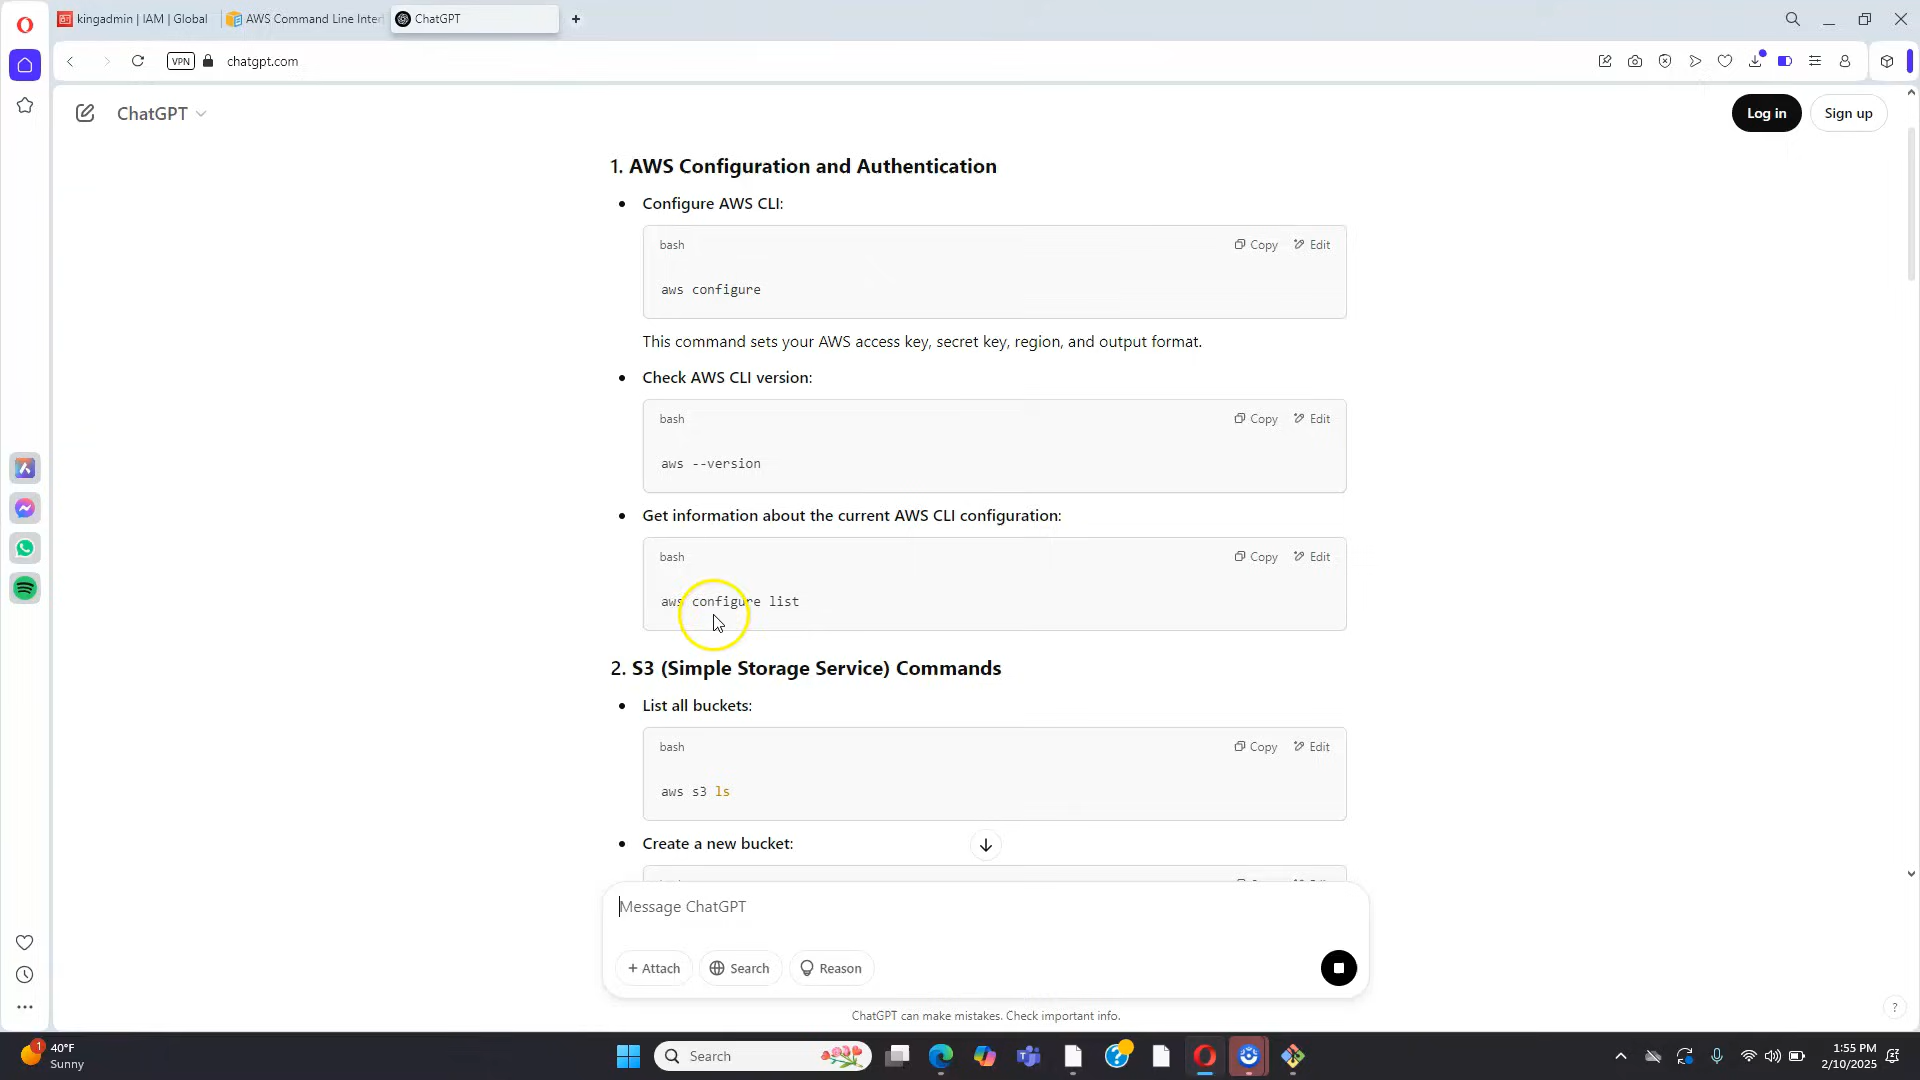 kingadmin | IAM | Global
AWS Command Line Inter
ChatGPT
VPN
chatgpt.com
ChatGPT
Log in
Sign up
1. AWS Configuration and Authentication
Configure AWS CLI:
bash
Copy
Edit
aws configure
This command sets your AWS access key, secret key, region, and output format.
Check AWS CLI version:
bash
Copy
Edit
aws --version
Get information about the current AWS CLI configuration:
bash
Copy
Edit
aws configure list
2. S3 (Simple Storage Service) Commands
List all buckets:
bash
Copy
Edit
aws s3 ls
Create a new bucket:
Message ChatGPT
Attach
Search
Reason
ChatGPT can make mistakes. Check important info.
?
1
40°F
Sunny
Search
1:55 PM
2/10/2025